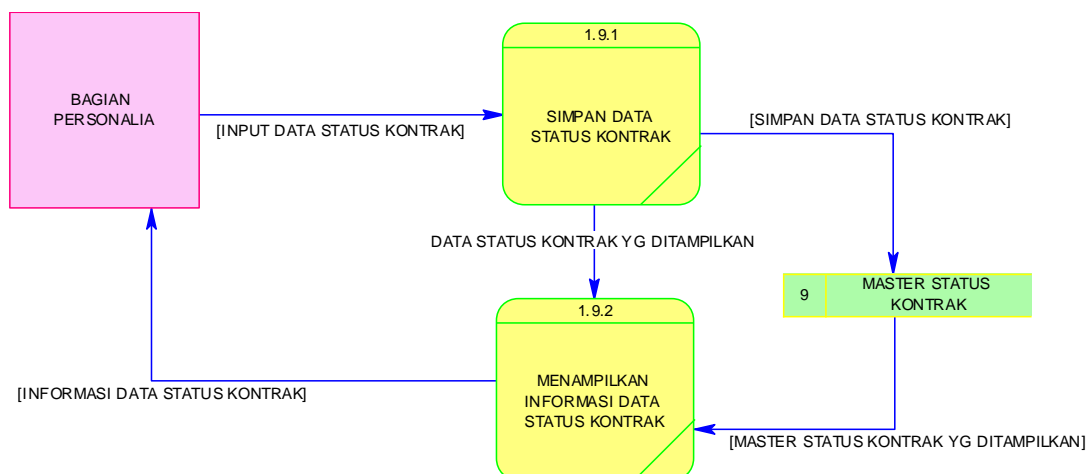 1.9.1
BAGIAN
PERSONALIA
SIMPAN DATA
STATUS KONTRAK
[INPUT DATA STATUS KONTRAK]
[SIMPAN DATA STATUS KONTRAK]
DATA STATUS KONTRAK YG DITAMPILKAN
9
MASTER STATUS
KONTRAK
1.9.2
MENAMPILKAN
INFORMASI DATA
STATUS KONTRAK
[INFORMASI DATA STATUS KONTRAK]
[MASTER STATUS KONTRAK YG DITAMPILKAN]